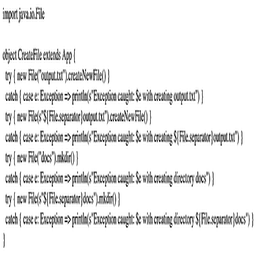 import java.io.File

object CreateFile extends App {
try { new File("output.txt").createNewFile() }
catch { case e: Exception => println(s"Exception caught: $e with creating output.txt") }
try { new File(s"${File.separator}output.txt").createNewFile() }
catch { case e: Exception => println(s"Exception caught: $e with creating ${File.separator}output.txt") }
try { new File("docs").mkdir() }
catch { case e: Exception => println(s"Exception caught: $e with creating directory docs") }
try { new File(s"${File.separator}docs").mkdir() }
catch { case e: Exception => println(s"Exception caught: $e with creating directory ${File.separator}docs") }
}